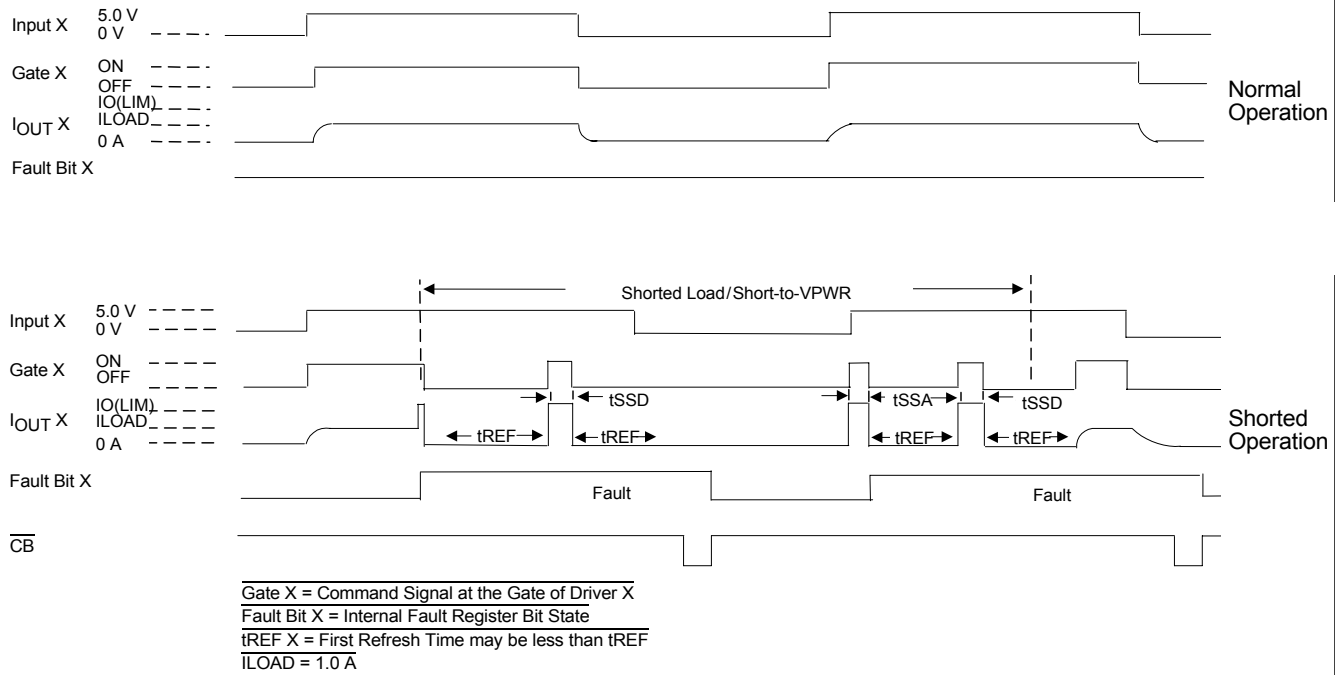 Input X 5.0 V
0 V
Gate X ON
OFF
IOUT X IO(LIM)
ILOAD
0 A
Fault Bit X
Normal
Operation
Shorted Load/Short-to-VPWR
Input X 5.0 V
0 V
Gate X ON
OFF
tSSD tSSA tSSD
IOUT X IO(LIM)
ILOAD
0 A
tREF tREF tREF tREF
Shorted
Operation
Fault Bit X Fault Fault
CB
Gate X = Command Signal at the Gate of Driver X
Fault Bit X = Internal Fault Register Bit State
tREF X = First Refresh Time may be less than tREF
ILOAD = 1.0 A